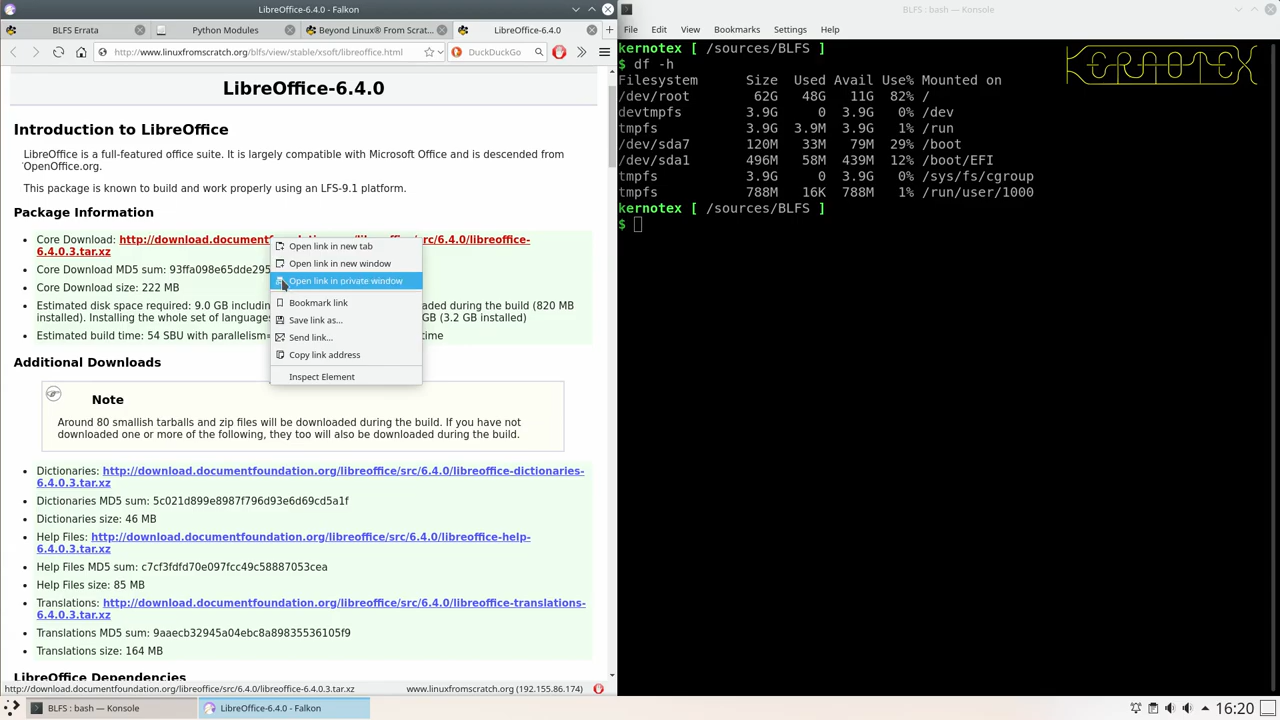 LibreOffice-6.4.0 - Falkon
BLFS Errata
Python Modules
Beyond Linux® From Scrat...
LibreOffice-6.4.0
http://www.linuxfromscratch.org/blfs/view/stable/xsoft/libreoffice.html
DuckDuckGo
LibreOffice-6.4.0
Introduction to LibreOffice
LibreOffice is a full-featured office suite. It is largely compatible with Microsoft Office and is descended from
OpenOffice.org.
This package is known to build and work properly using an LFS-9.1 platform.
Package Information
Core Download: http://download.documentf
src/6.4.0/libreoffice-
6.4.0.3.tar.xz
Core Download MD5 sum: 93ffa098e65dde295
Core Download size: 222 MB
Estimated disk space required: 9.0 GB includin
aded during the build (820 MB
installed). Installing the whole set of languages
GB (3.2 GB installed)
Estimated build time: 54 SBU with parallelism=
time
Open link in new tab
Open link in new window
Open link in private window
Bookmark link
Save link as...
Send link...
Copy link address
Inspect Element
Additional Downloads
Note
Around 80 smallish tarballs and zip files will be downloaded during the build. If you have not
downloaded one or more of the following, they too will also be downloaded during the build.
Dictionaries: http://download.documentfoundation.org/libreoffice/src/6.4.0/libreoffice-dictionaries-
6.4.0.3.tar.xz
Dictionaries MD5 sum: 5c021d899e8987f796d93e6d69cd5a1f
Dictionaries size: 46 MB
Help Files: http://download.documentfoundation.org/libreoffice/src/6.4.0/libreoffice-help-
6.4.0.3.tar.xz
Help Files MD5 sum: c7cf3fdfd70e097fcc49c58887053cea
Help Files size: 85 MB
Translations: http://download.documentfoundation.org/libreoffice/src/6.4.0/libreoffice-translations-
6.4.0.3.tar.xz
Translations MD5 sum: 9aaecb32945a04ebc8a89835536105f9
Translations size: 164 MB
LibreOffice Dependencies
http://download.documentfoundation.org/libreoffice/src/6.4.0/libreoffice-6.4.0.3.tar.xz
www.linuxfromscratch.org (192.155.86.174)
BLFS : bash — Konsole
File Edit View Bookmarks Settings Help
kernotex [ /sources/BLFS ]
$ df -h
Filesystem Size Used Avail Use% Mounted on
/dev/root 62G 48G 11G 82% /
devtmpfs 3.9G 0 3.9G 0% /dev
tmpfs 3.9G 3.9M 3.9G 1% /run
/dev/sda7 120M 33M 79M 29% /boot
/dev/sda1 496M 58M 439M 12% /boot/EFI
tmpfs 3.9G 0 3.9G 0% /sys/fs/cgroup
tmpfs 788M 16K 788M 1% /run/user/1000
kernotex [ /sources/BLFS ]
$
KERNOTEX
BLFS : bash — Konsole
LibreOffice-6.4.0 - Falkon
16:20